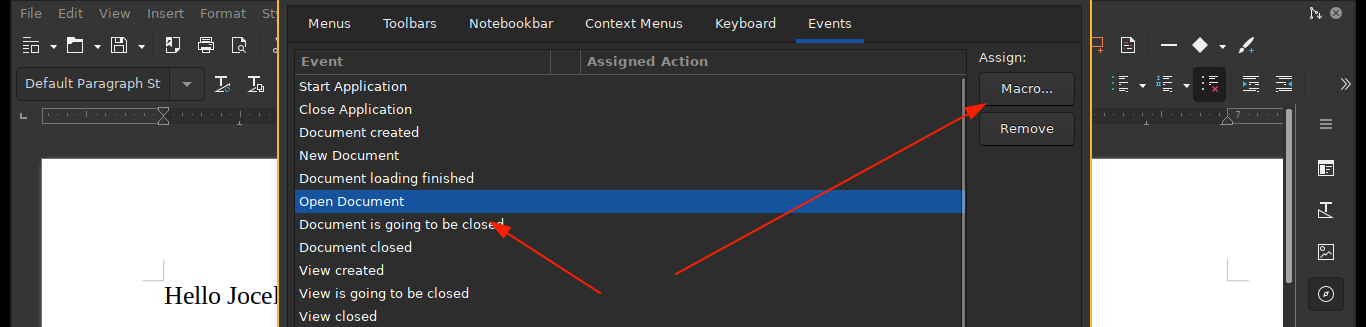 File Edit View Insert Format
Menus Toolbars Notebookbar Context Menus Keyboard Events
Event Assigned Action
Assign:
Default Paragraph St
Start Application
Macro...
Close Application
Document created
Remove
New Document
Document loading finished
Open Document
Document is going to be closed
Document closed
View created
View is going to be closed
View closed
Hello
7